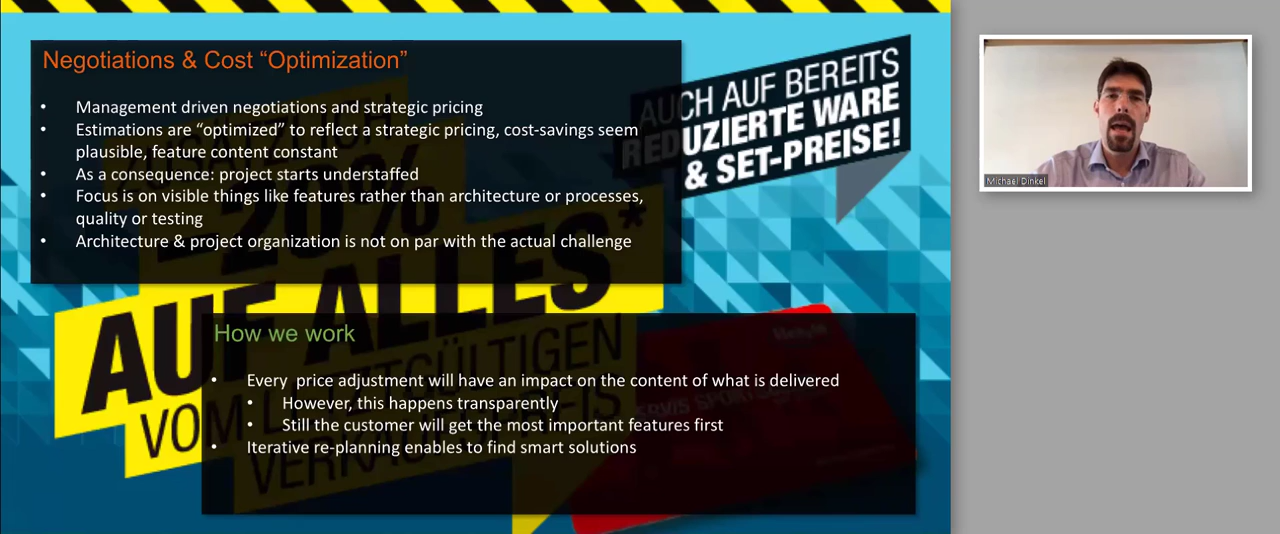 Negotiations & Cost “Optimization”
• Management driven negotiations and strategic pricing
• Estimations are “optimized” to reflect a strategic pricing, cost-savings seem
plausible, feature content constant
• As a consequence: project starts understaffed
• Focus is on visible things like features rather than architecture or processes,
quality or testing
• Architecture & project organization is not on par with the actual challenge
AUCH AUF BEREITS
REDUZIERTE WARE
& SET-PREISE!
20%*
AUF ALLES
VOM LETZTGÜLTIGEN
VERKAUFSPREIS
How we work
• Every  price adjustment will have an impact on the content of what is delivered
• However, this happens transparently
• Still the customer will get the most important features first
• Iterative re-planning enables to find smart solutions
Michael Dinkel